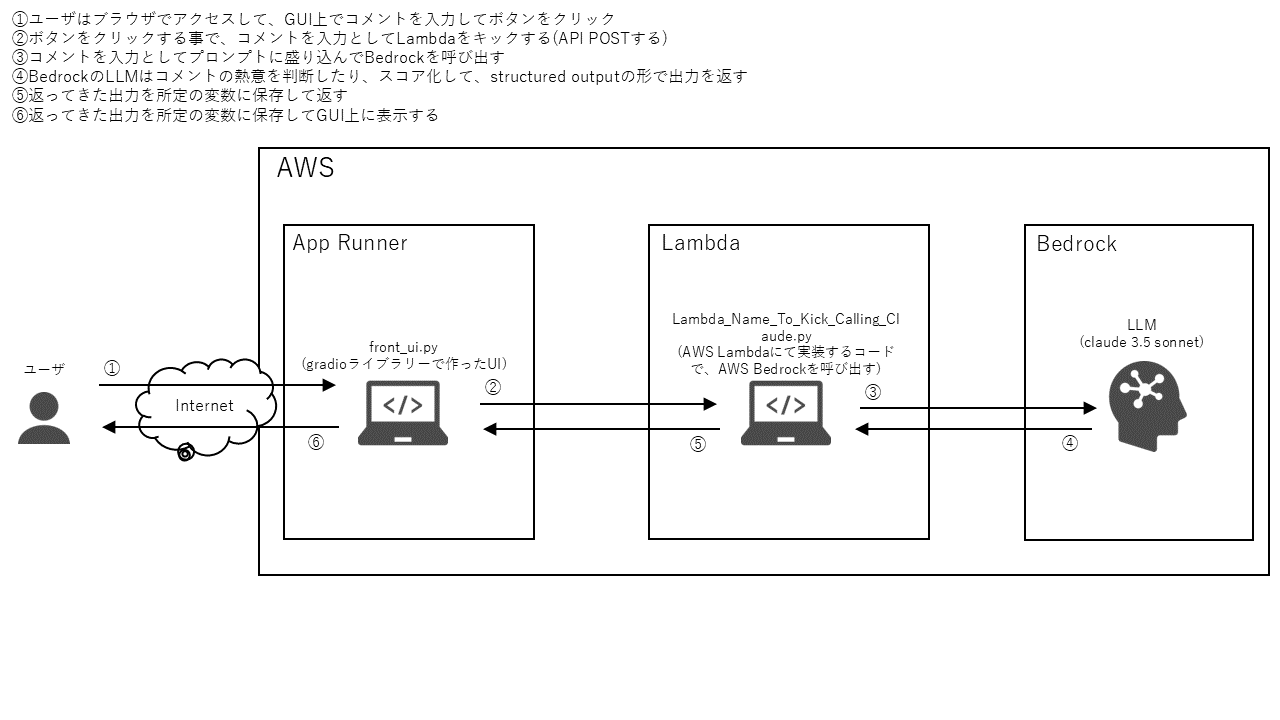 ①ユーザはブラウザでアクセスして、GUI上でコメントを入力してボタンをクリック
②ボタンをクリックする事で、コメントを入力としてLambdaをキックする(API POSTする)
③コメントを入力としてプロンプトに盛り込んでBedrockを呼び出す
④BedrockのLLMはコメントの熱意を判断したり、スコア化して、structured outputの形で出力を返す
⑤返ってきた出力を所定の変数に保存して返す
⑥返ってきた出力を所定の変数に保存してGUI上に表示する
AWS
App Runner
Lambda
Bedrock
Lambda_Name_To_Kick_Calling_Cl
aude.py
(AWS Lambdaにて実装するコード
で、AWS Bedrockを呼び出す)
LLM
(claude 3.5 sonnet)
front_ui.py
(gradioライブラリーで作ったUI)
ユーザ
①
Internet
②
③
⑥
⑤
④